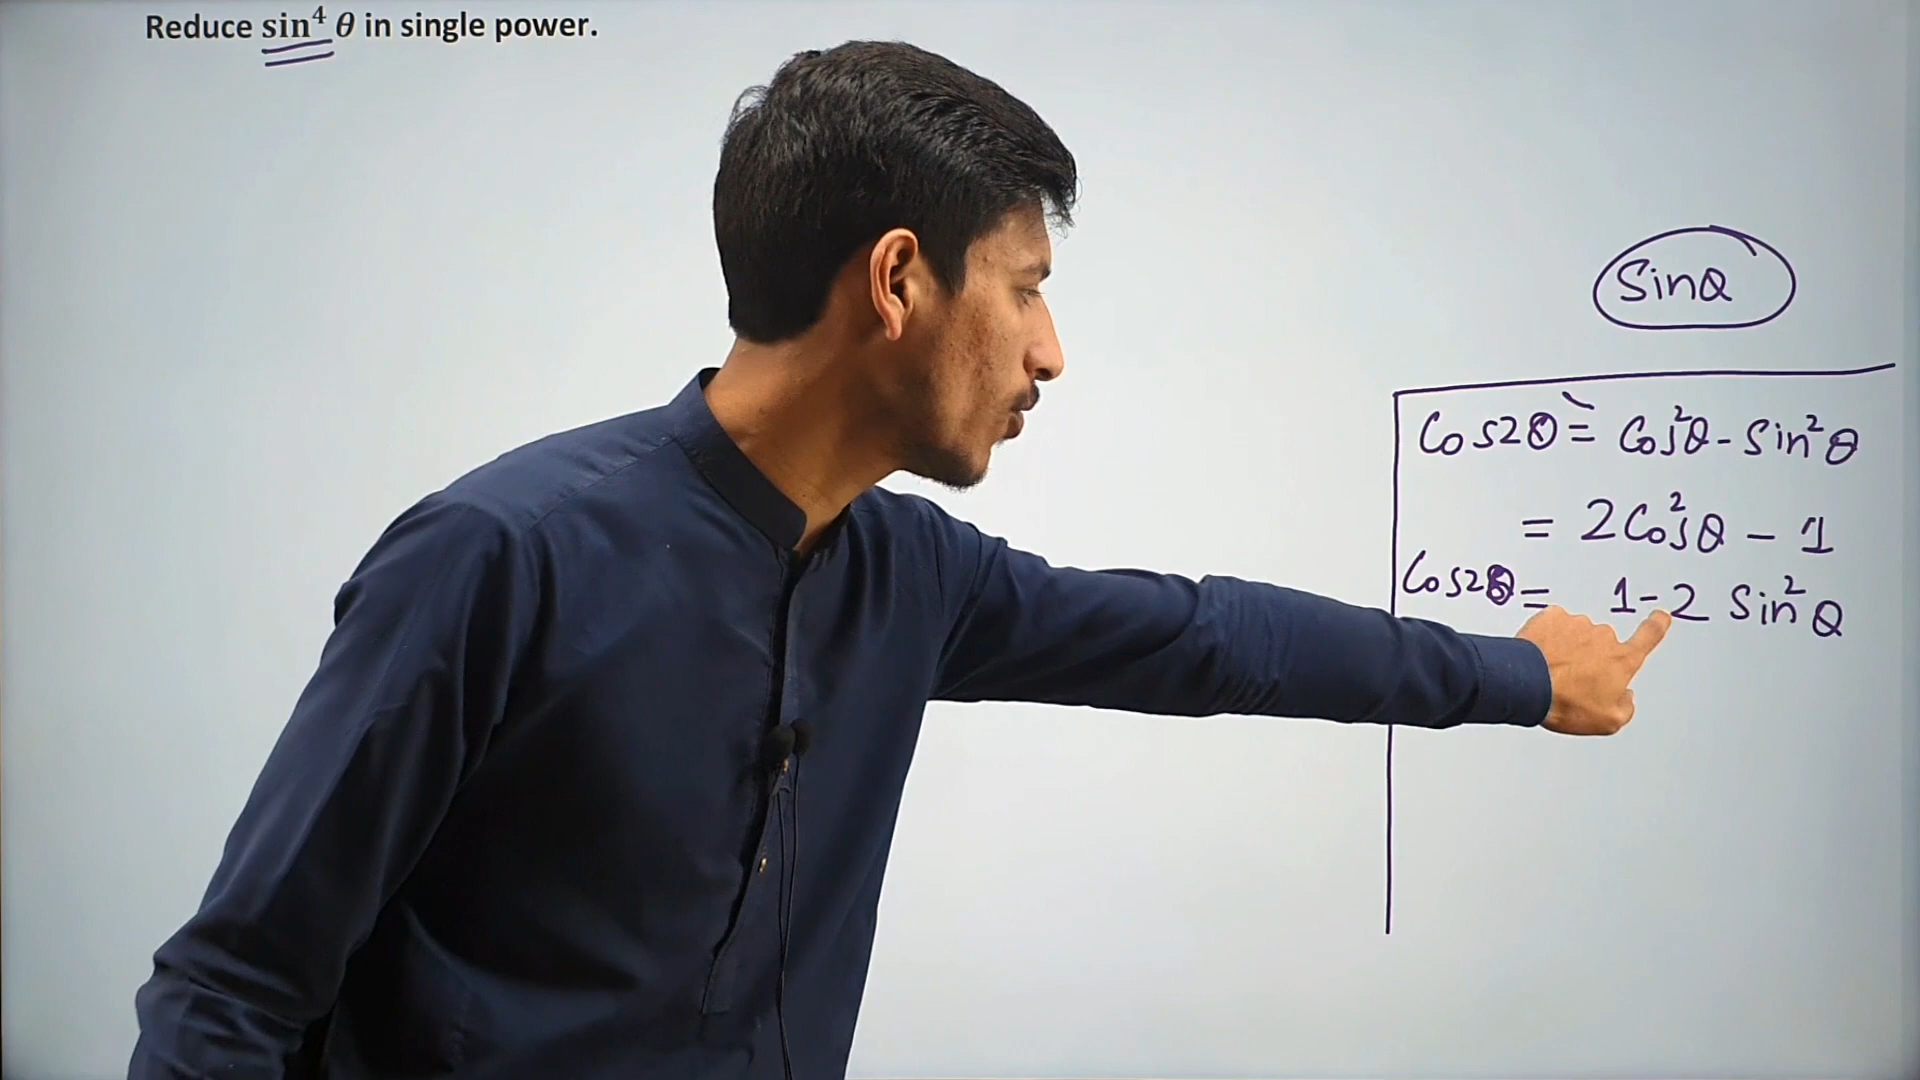 Reduce sin⁴ θ in single power.
Sinθ
Cos2θ = Cos²θ - Sin²θ
= 2Cos²θ - 1
Cos2θ = 1-2 Sin²θ